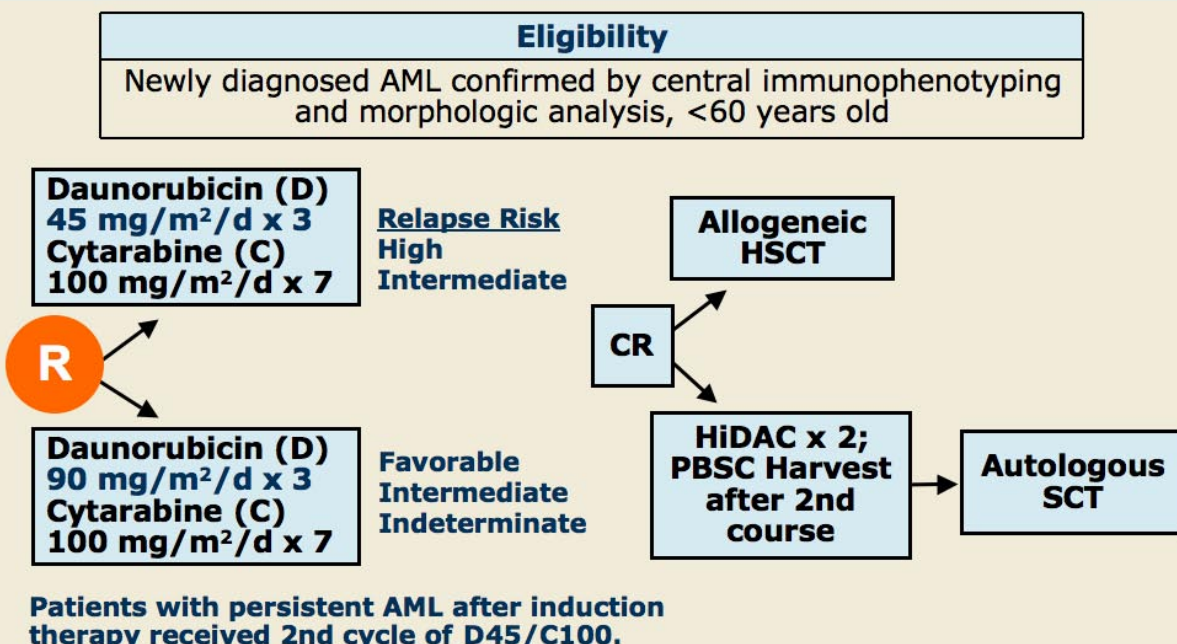 Eligibility
Newly diagnosed AML confirmed by central immunophenotyping
and morphologic analysis, <60 years old
Daunorubicin (D)
45 mg/m²/d x 3
Cytarabine (C)
100 mg/m²/d x 7
Relapse Risk
High
Intermediate
Allogeneic
HSCT
R
CR
Daunorubicin (D)
90 mg/m²/d x 3
Cytarabine (C)
100 mg/m²/d x 7
Favorable
Intermediate
Indeterminate
HiDAC x 2;
PBSC Harvest
after 2nd
course
Autologous
SCT
Patients with persistent AML after induction
therapy received 2nd cycle of D45/C100.